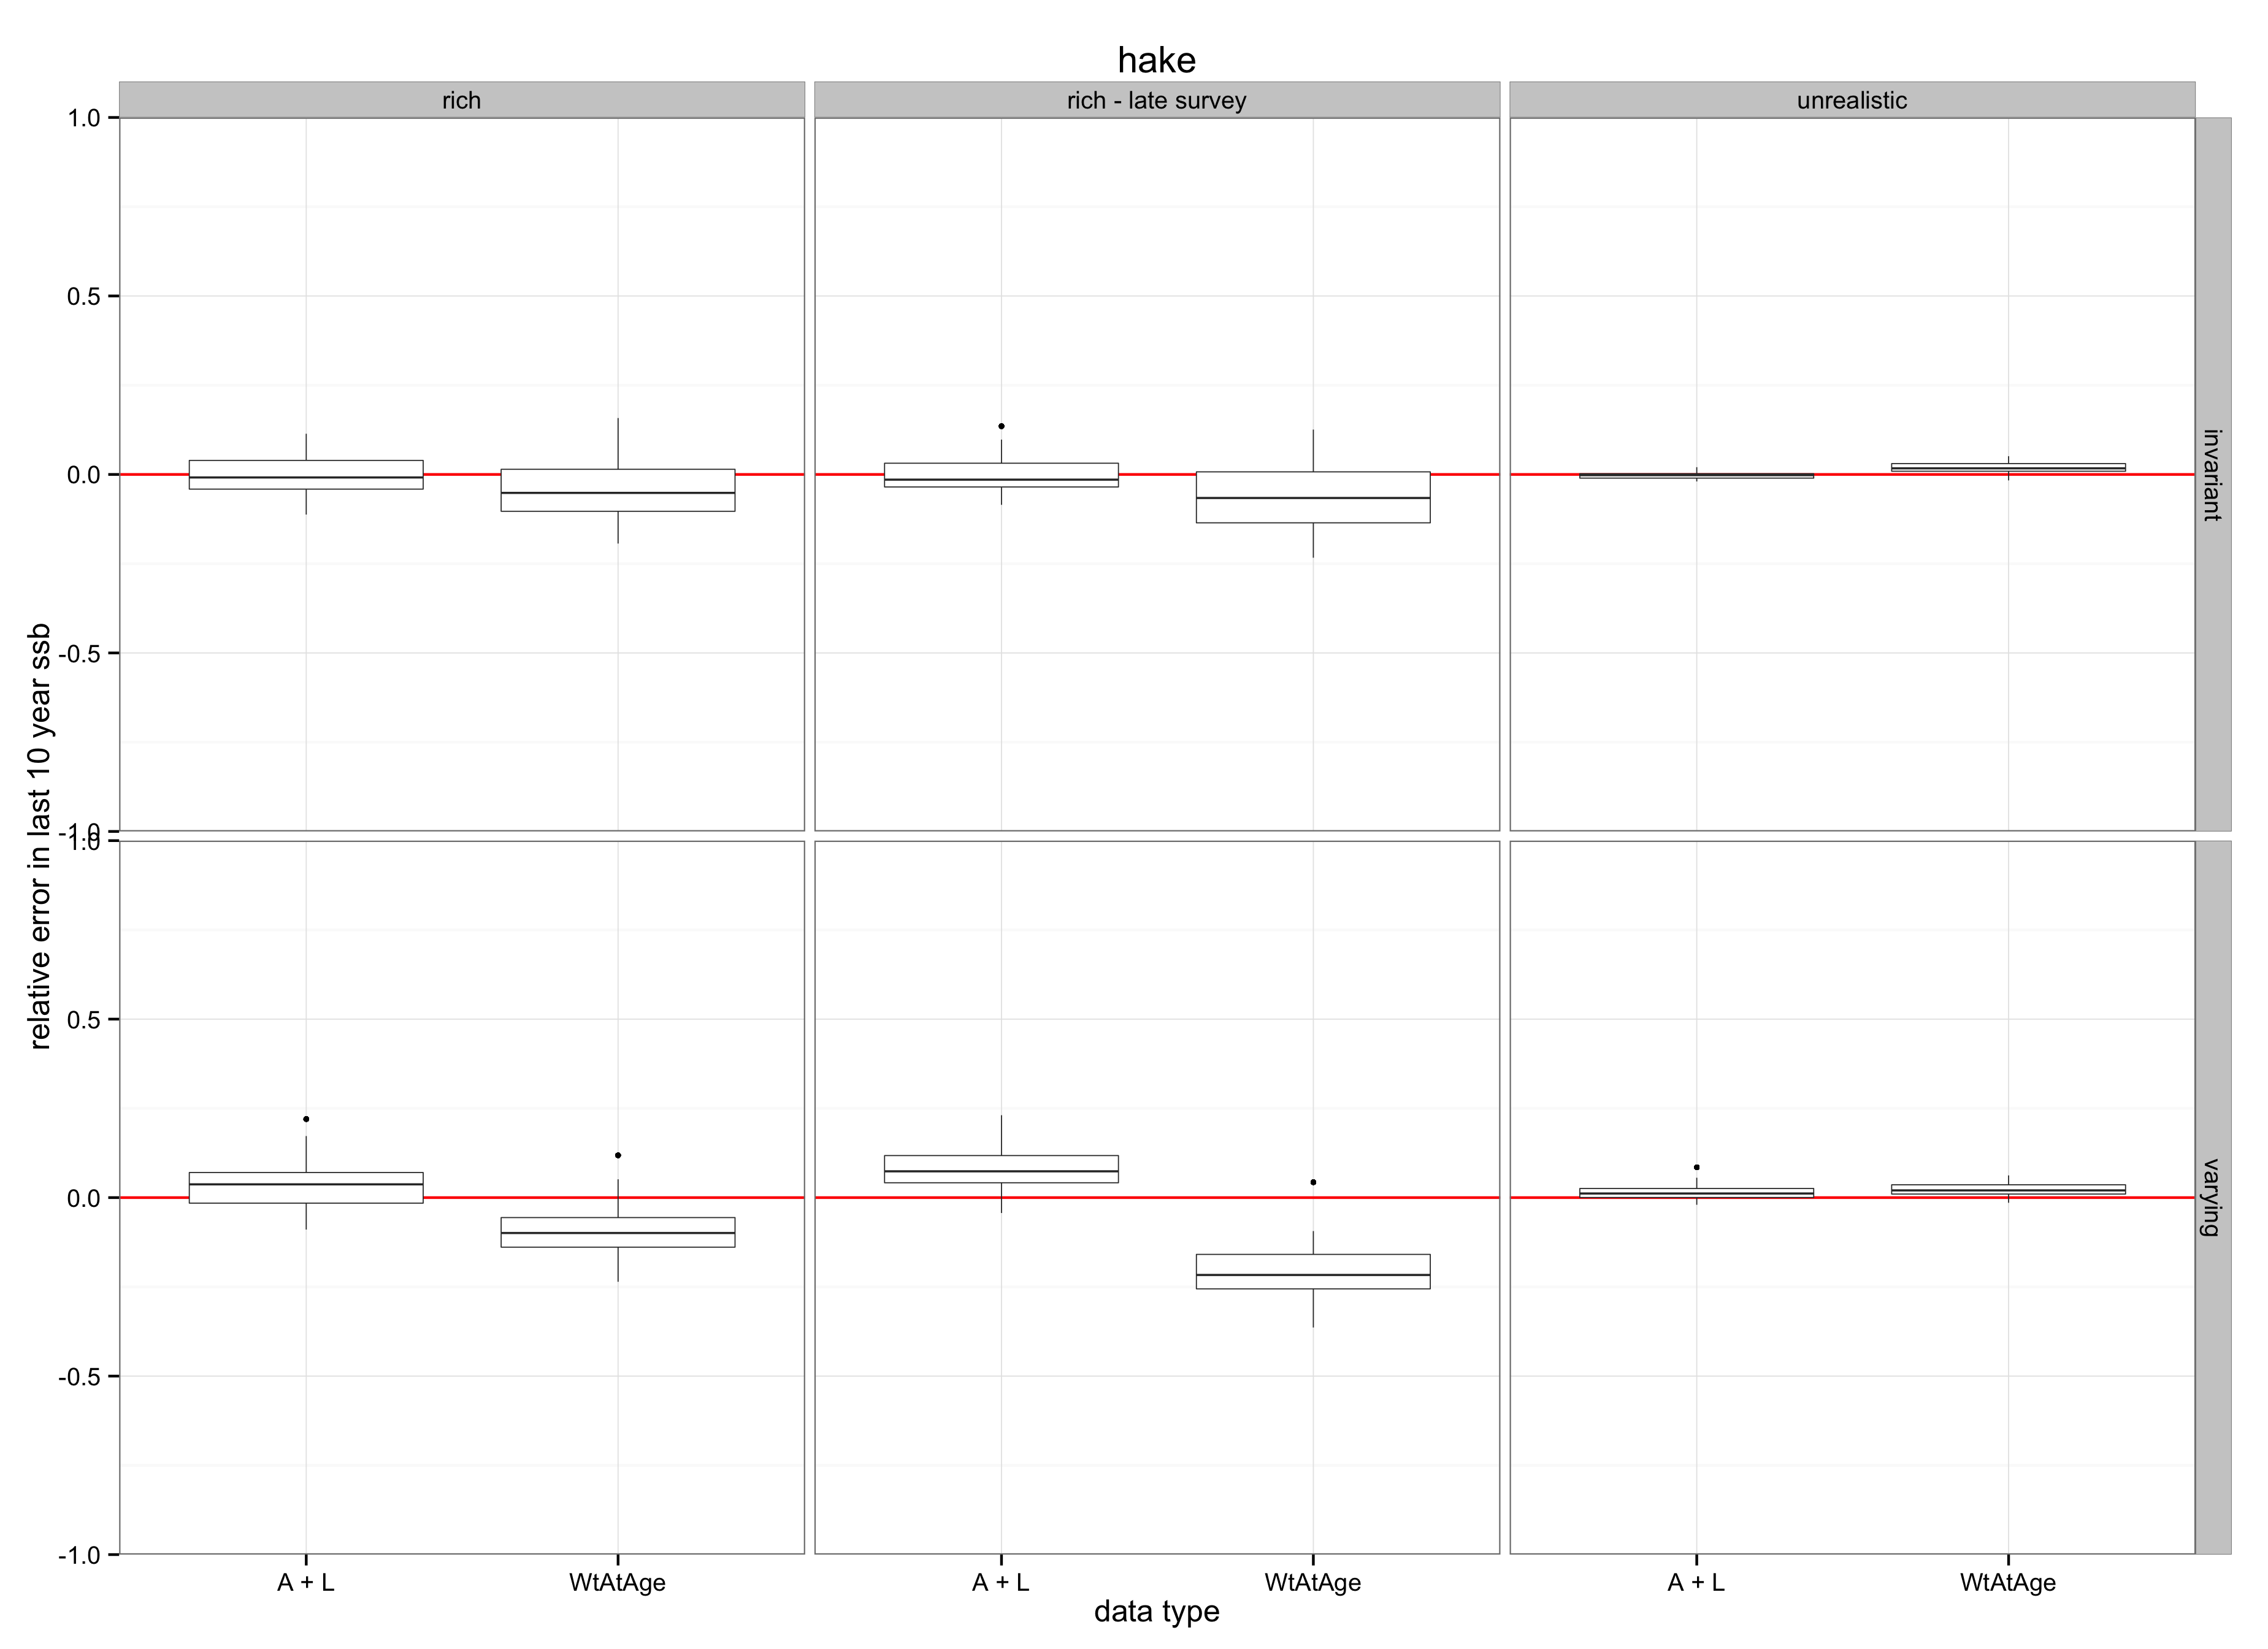 hake
rich
rich - late survey
unrealistic
1.0
0.5
0.0
-0.5
-1.0
invariant
relative error in last 10 year ssb
1.0
0.5
0.0
-0.5
-1.0
varying
A + L
WtAtAge
A + L
WtAtAge
A + L
WtAtAge
data type